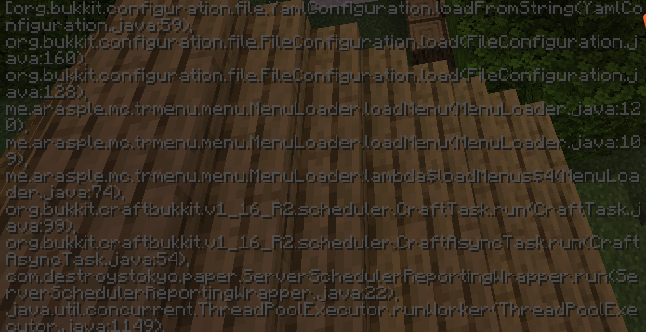 [org.bukkit.configuration.file.YamlConfiguration.loadFromString(YamlCo
nfiguration.java:59),
org.bukkit.configuration.file.FileConfiguration.load(FileConfiguration.j
ava:160),
org.bukkit.configuration.file.FileConfiguration.load(FileConfiguration.j
ava:128),
me.arasple.mc.trmenu.menu.MenuLoader.loadMenu(MenuLoader.java:12
0),
me.arasple.mc.trmenu.menu.MenuLoader.loadMenu(MenuLoader.java:10
9),
me.arasple.mc.trmenu.menu.MenuLoader.lambda$loadMenus$4(MenuLoa
der.java:74),
org.bukkit.craftbukkit.v1_16_R2.scheduler.CraftTask.run(CraftTask.j
ava:99),
org.bukkit.craftbukkit.v1_16_R2.scheduler.CraftAsyncTask.run(Craft
AsyncTask.java:54),
com.destroystokyo.paper.ServerSchedulerReportingWrapper.run(Se
rverSchedulerReportingWrapper.java:22),
java.util.concurrent.ThreadPoolExecutor.runWorker(ThreadPoolExe
cutor.java:1149),